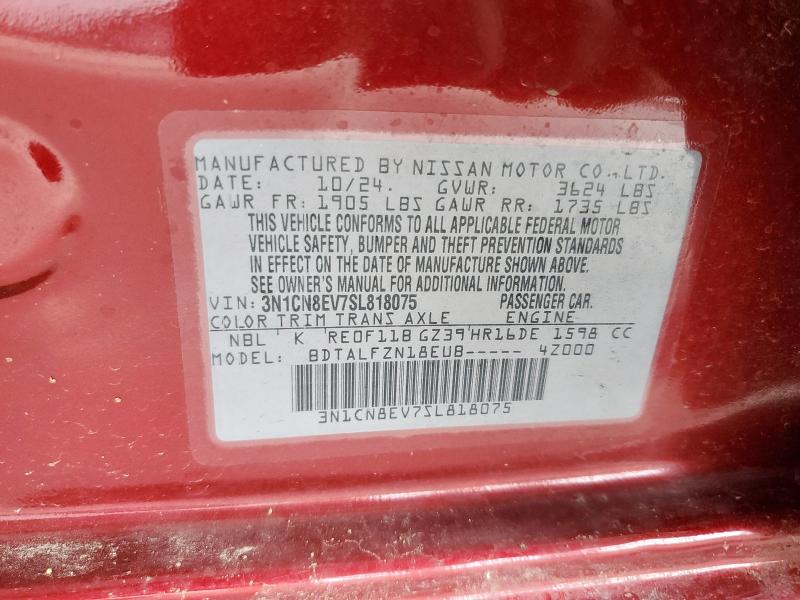 MANUFACTURED BY NISSAN MOTOR CO., LTD.
DATE: 10/24. GVWR: 3624 LBS
GAWR FR: 1905 LBS GAWR RR: 1735 LBS
THIS VEHICLE CONFORMS TO ALL APPLICABLE FEDERAL MOTOR
VEHICLE SAFETY, BUMPER AND THEFT PREVENTION STANDARDS
IN EFFECT ON THE DATE OF MANUFACTURE SHOWN ABOVE.
SEE OWNER'S MANUAL FOR ADDITIONAL INFORMATION.
VIN: 3N1CN8EV7SL818075 PASSENGER CAR.
COLOR TRIM TRANS AXLE ENGINE
NBL K RE0F11B GZ39 HR16DE 1598 CC
MODEL: BDTALFZN18EUB----- 4Z000
3N1CN8EV7SL818075